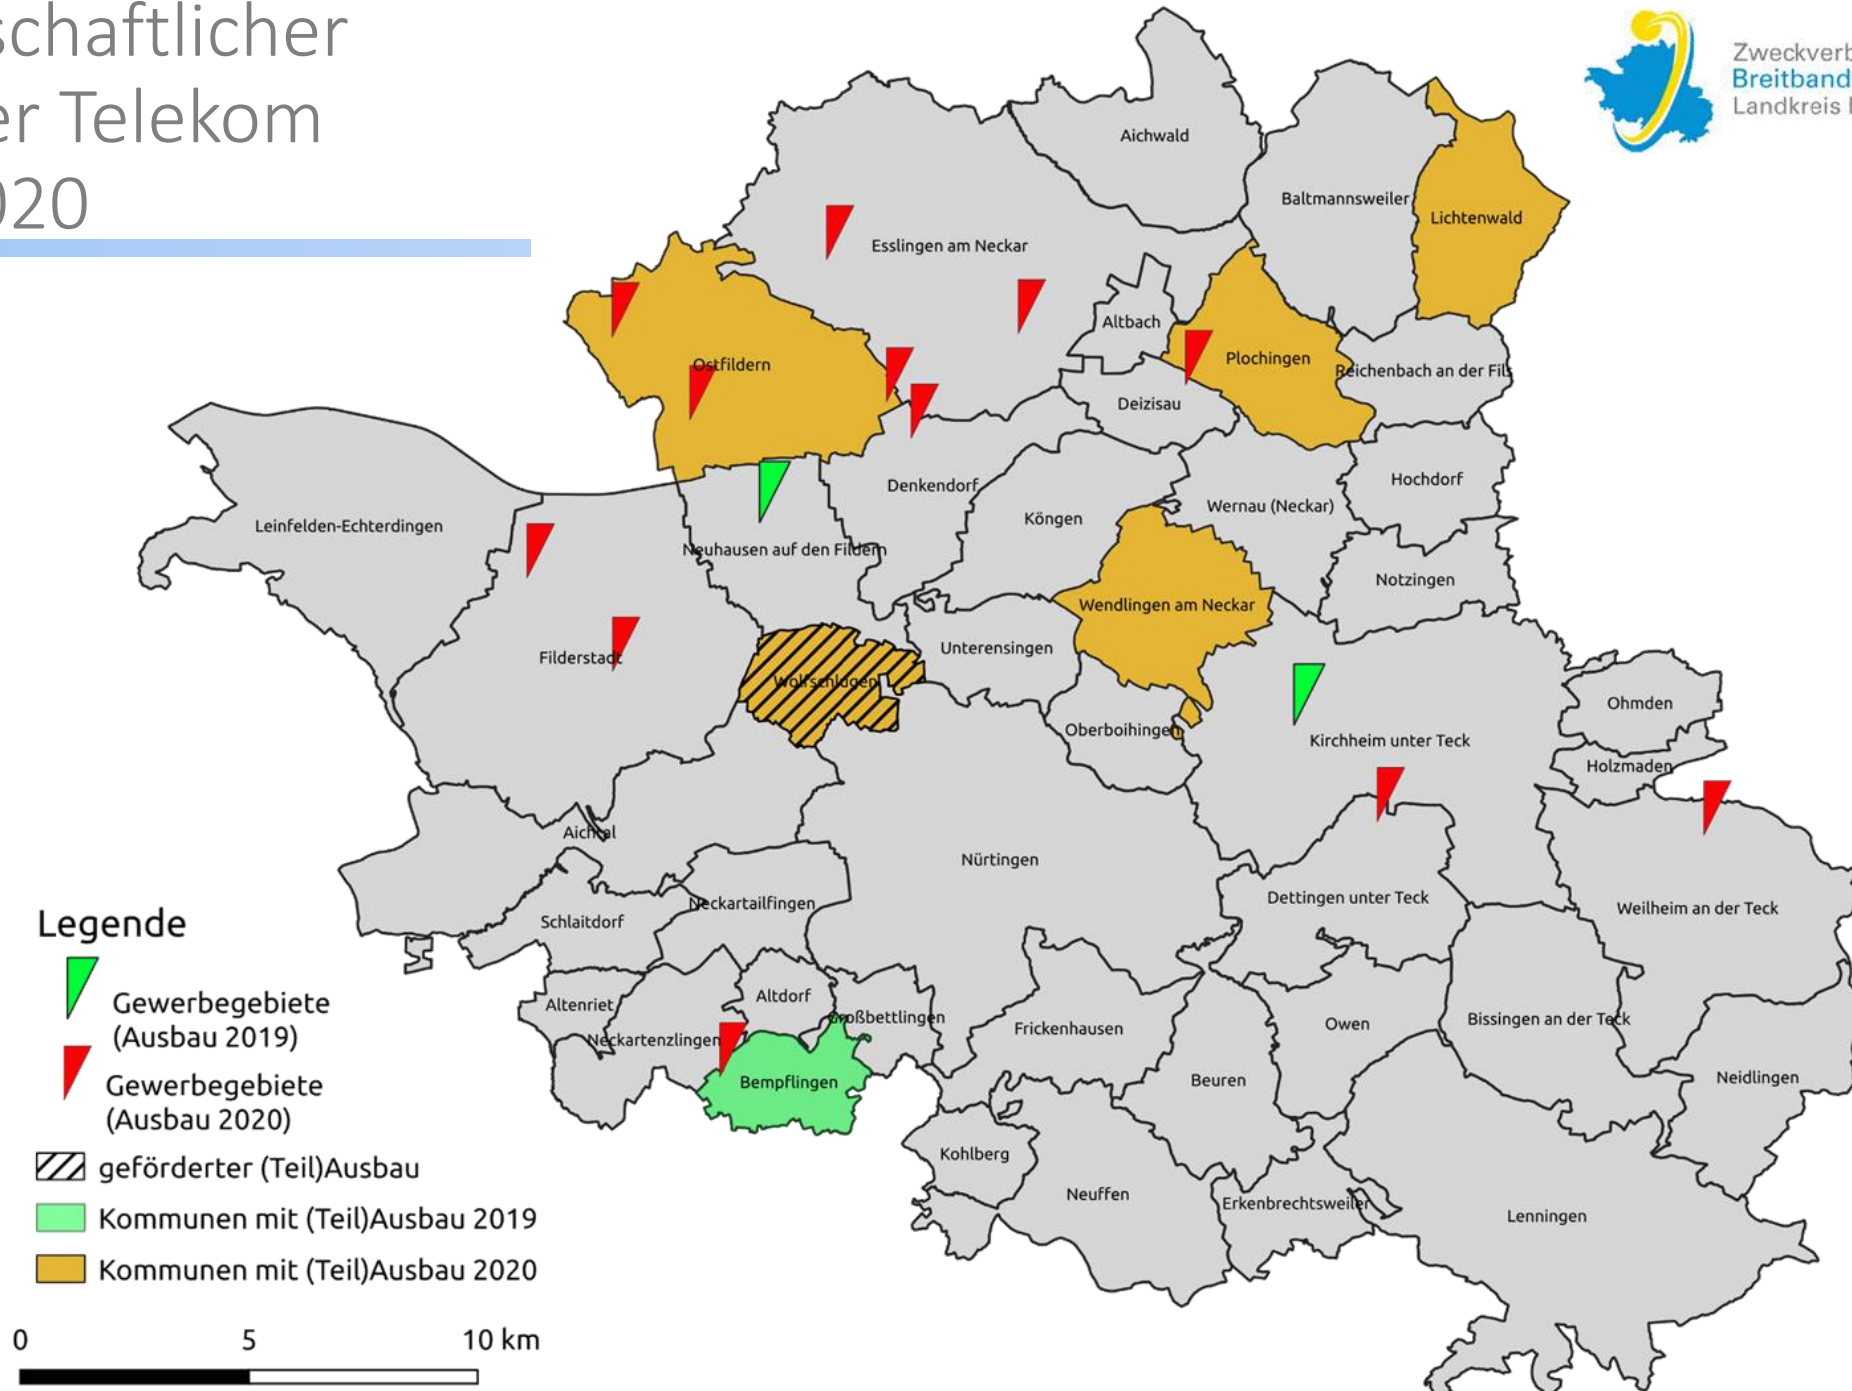 schaftlicher
er Telekom
020
Zweckverb
Breitband
Landkreis
Aichwald
Baltmannsweiler
Lichtenwald
Esslingen am Neckar
Altbach
Plochingen
Reichenbach an der Fils
Ostfildern
Deizisau
Hochdorf
Denkendorf
Leinfelden-Echterdingen
Köngen
Wernau (Neckar)
Neuhausen auf den Fildern
Notzingen
Wendlingen am Neckar
Unterensingen
Filderstadt
Wolfschlugen
Ohmden
Oberboihingen
Kirchheim unter Teck
Holzmaden
Aichtal
Nürtingen
Dettingen unter Teck
Neckartailfingen
Weilheim an der Teck
Schlaitdorf
Altdorf
Altenriet
Großbettlingen
Frickenhausen
Owen
Bissingen an der Teck
Neckartenzlingen
Bempflingen
Beuren
Neidlingen
Kohlberg
Neuffen
Erkenbrechtsweiler
Lenningen
Legende
Gewerbegebiete
(Ausbau 2019)
Gewerbegebiete
(Ausbau 2020)
geförderter (Teil)Ausbau
Kommunen mit (Teil)Ausbau 2019
Kommunen mit (Teil)Ausbau 2020
0 5 10 km